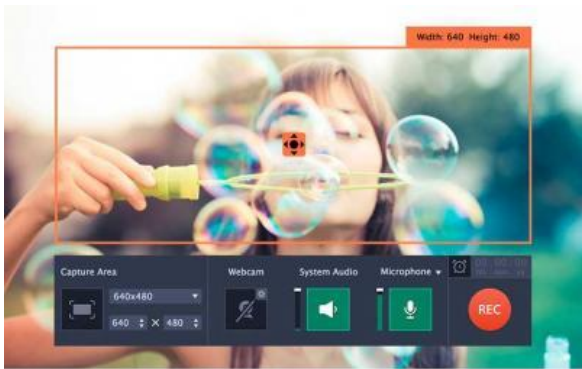 Width: 640 Height: 480
Capture Area
Webcam
System Audio
Microphone
640x480
640 X 480
REC